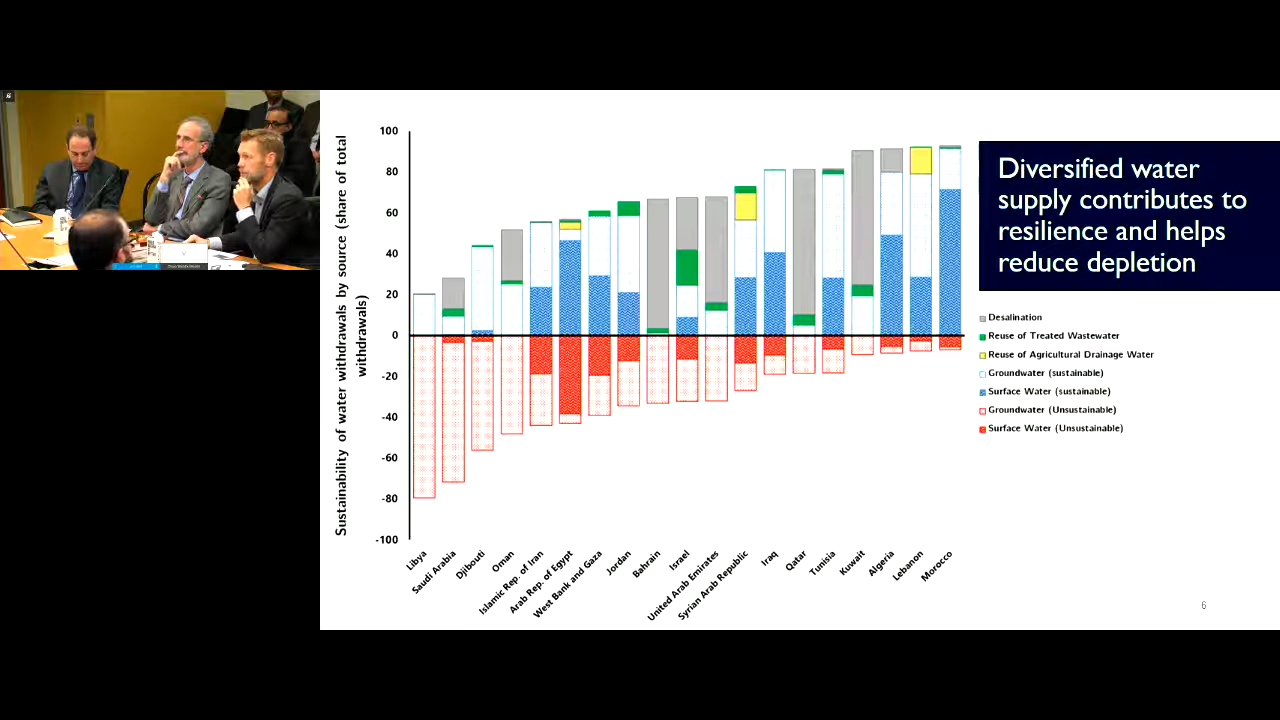 Sustainability of water withdrawals by source (share of total
withdrawals)
100
80
60
40
20
0
-20
-40
-60
-80
-100
Libya
Saudi Arabia
Djibouti
Oman
Islamic Rep. of Iran
Arab Rep. of Egypt
West Bank and Gaza
Jordan
Bahrain
Israel
United Arab Emirates
Syrian Arab Republic
Iraq
Qatar
Tunisia
Kuwait
Algeria
Lebanon
Morocco
Diversified water
supply contributes to
resilience and helps
reduce depletion
Desalination
Reuse of Treated Wastewater
Reuse of Agricultural Drainage Water
Groundwater (sustainable)
Surface Water (sustainable)
Groundwater (Unsustainable)
Surface Water (Unsustainable)
6